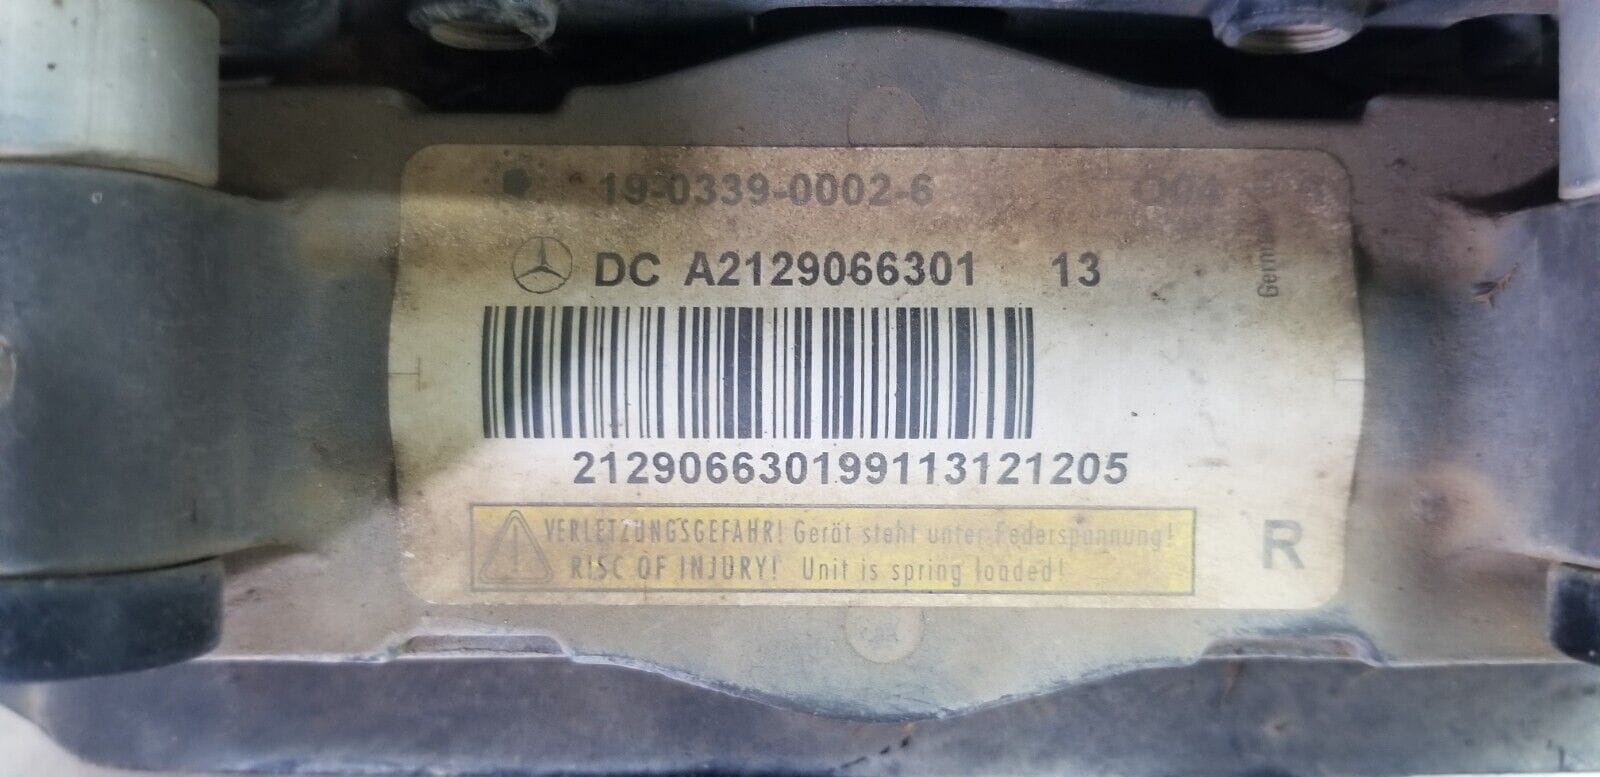 19-0339-0002-6 Q04
DC A2129066301 13
212906630199113121205
VERLETZUNGSGEFAHR! Gerät steht unter Federspannung!
RISC OF INJURY! Unit is spring loaded!
R